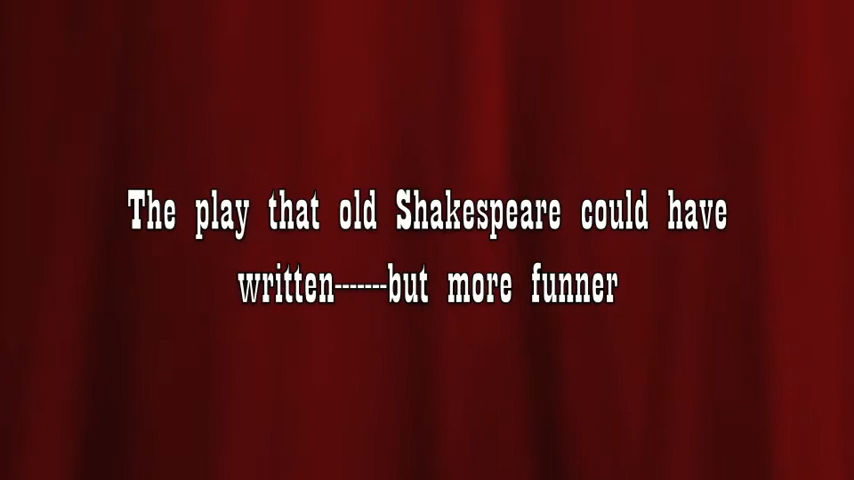 The play that old Shakespeare could have
written-------but more funner